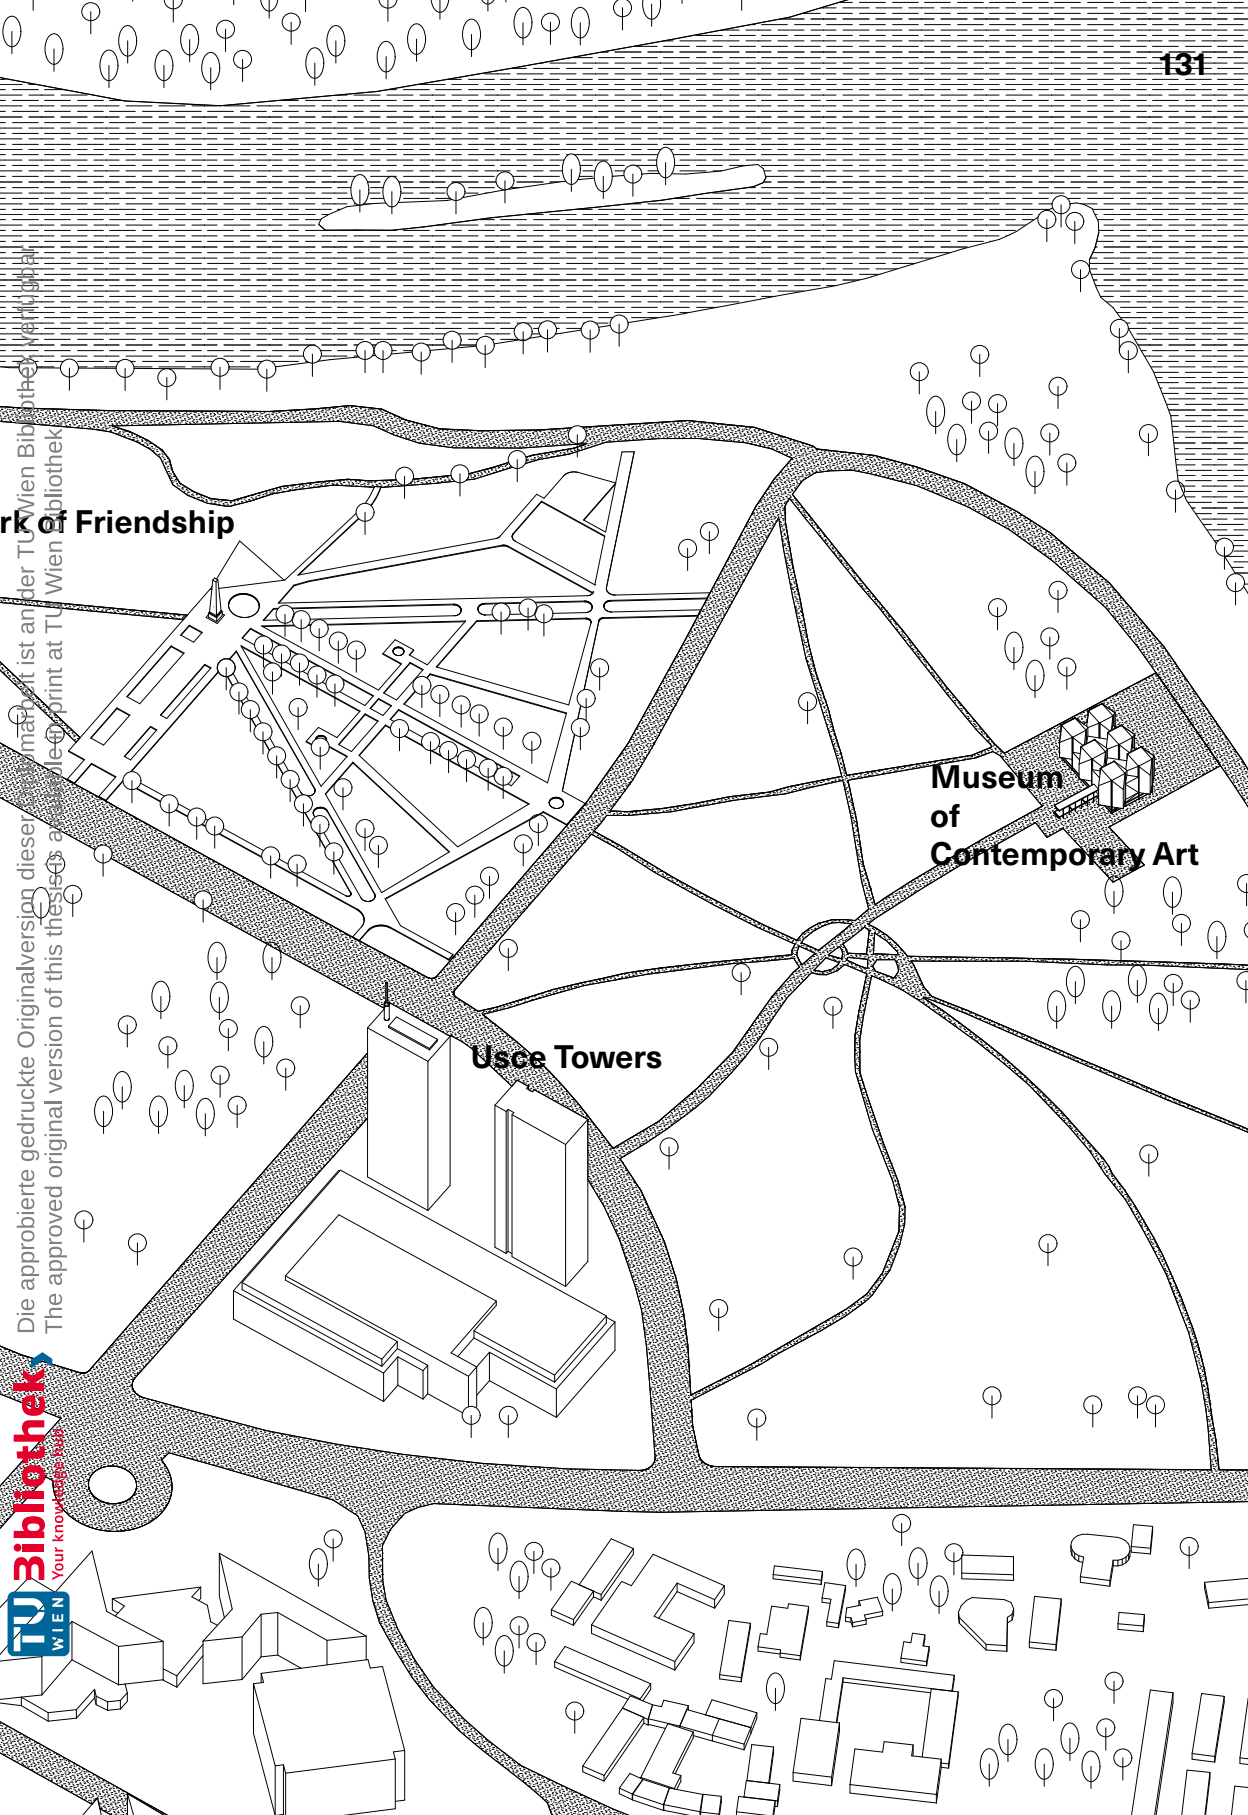 131
rk of Friendship
Museum
of
Contemporary Art
Usce Towers
Die approbierte gedruckte Originalversion dieser Diplomarbeit ist an der TU Wien Bibliothek verfügbar.
The approved original version of this thesis is available in print at TU Wien Bibliothek.
TU WIEN
Bibliothek
Your knowledge hub